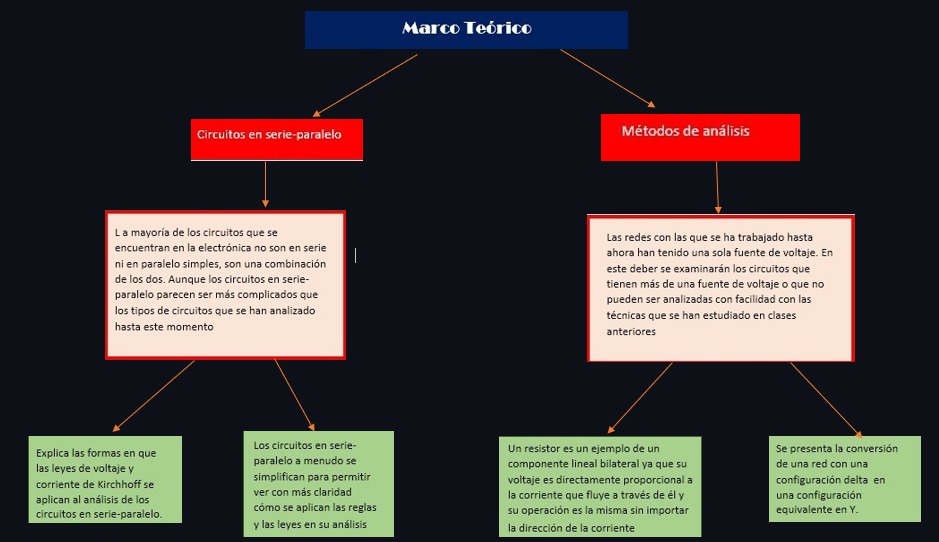 Marco Teórico
Circuitos en serie-paralelo
Métodos de análisis
L a mayoría de los circuitos que se
encuentran en la electrónica no son en serie
ni en paralelo simples, son una combinación
de los dos. Aunque los circuitos en serie-
paralelo parecen ser más complicados que
los tipos de circuitos que se han analizado
hasta este momento
Las redes con las que se ha trabajado hasta
ahora han tenido una sola fuente de voltaje. En
este deber se examinarán los circuitos que
tienen más de una fuente de voltaje o que no
pueden ser analizadas con facilidad con las
técnicas que se han estudiado en clases
anteriores
Explica las formas en que
las leyes de voltaje y
corriente de Kirchhoff se
aplican al análisis de los
circuitos en serie-paralelo.
Los circuitos en serie-
paralelo a menudo se
simplifican para permitir
ver con más claridad
cómo se aplican las reglas
y las leyes en su análisis
Un resistor es un ejemplo de un
componente lineal bilateral ya que su
voltaje es directamente proporcional a
la corriente que fluye a través de él y
su operación es la misma sin importar
la dirección de la corriente
Se presenta la conversión
de una red con una
configuración delta en
una configuración
equivalente en Y.